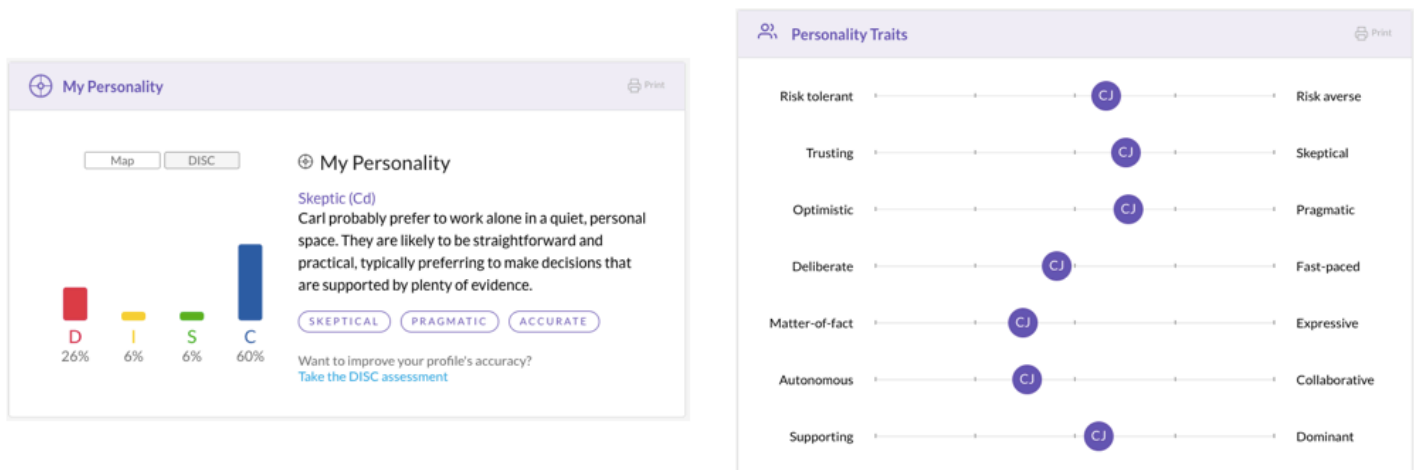 My Personality
Print
Map
DISC
My Personality
Skeptic (Cd)
Carl probably prefer to work alone in a quiet, personal
space. They are likely to be straightforward and
practical, typically preferring to make decisions that
are supported by plenty of evidence.
SKEPTICAL
PRAGMATIC
ACCURATE
D
I
S
C
26%
6%
6%
60%
Want to improve your profile's accuracy?
Take the DISC assessment
Personality Traits
Print
Risk tolerant CJ Risk averse
Trusting CJ Skeptical
Optimistic CJ Pragmatic
Deliberate CJ Fast-paced
Matter-of-fact CJ Expressive
Autonomous CJ Collaborative
Supporting CJ Dominant